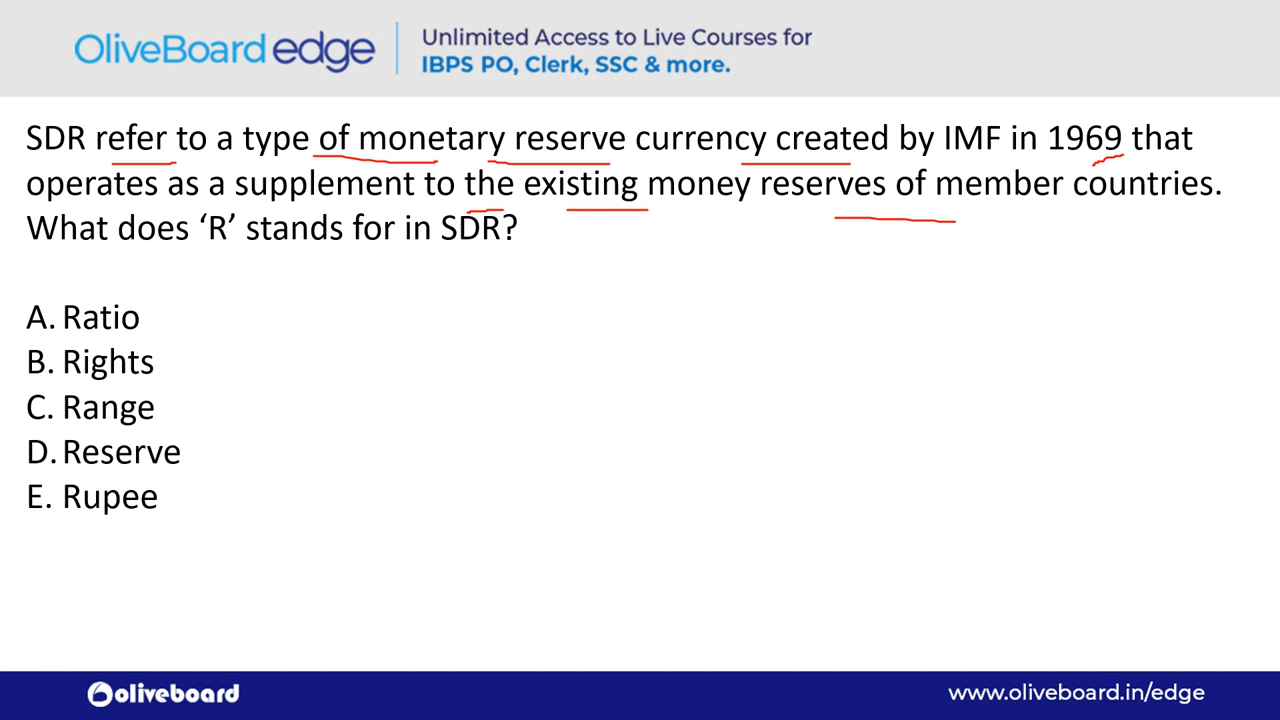 OliveBoard edge
Unlimited Access to Live Courses for
IBPS PO, Clerk, SSC & more.
SDR refer to a type of monetary reserve currency created by IMF in 1969 that
operates as a supplement to the existing money reserves of member countries.
What does ‘R’ stands for in SDR?
A. Ratio
B. Rights
C. Range
D. Reserve
E. Rupee
oliveboard
www.oliveboard.in/edge